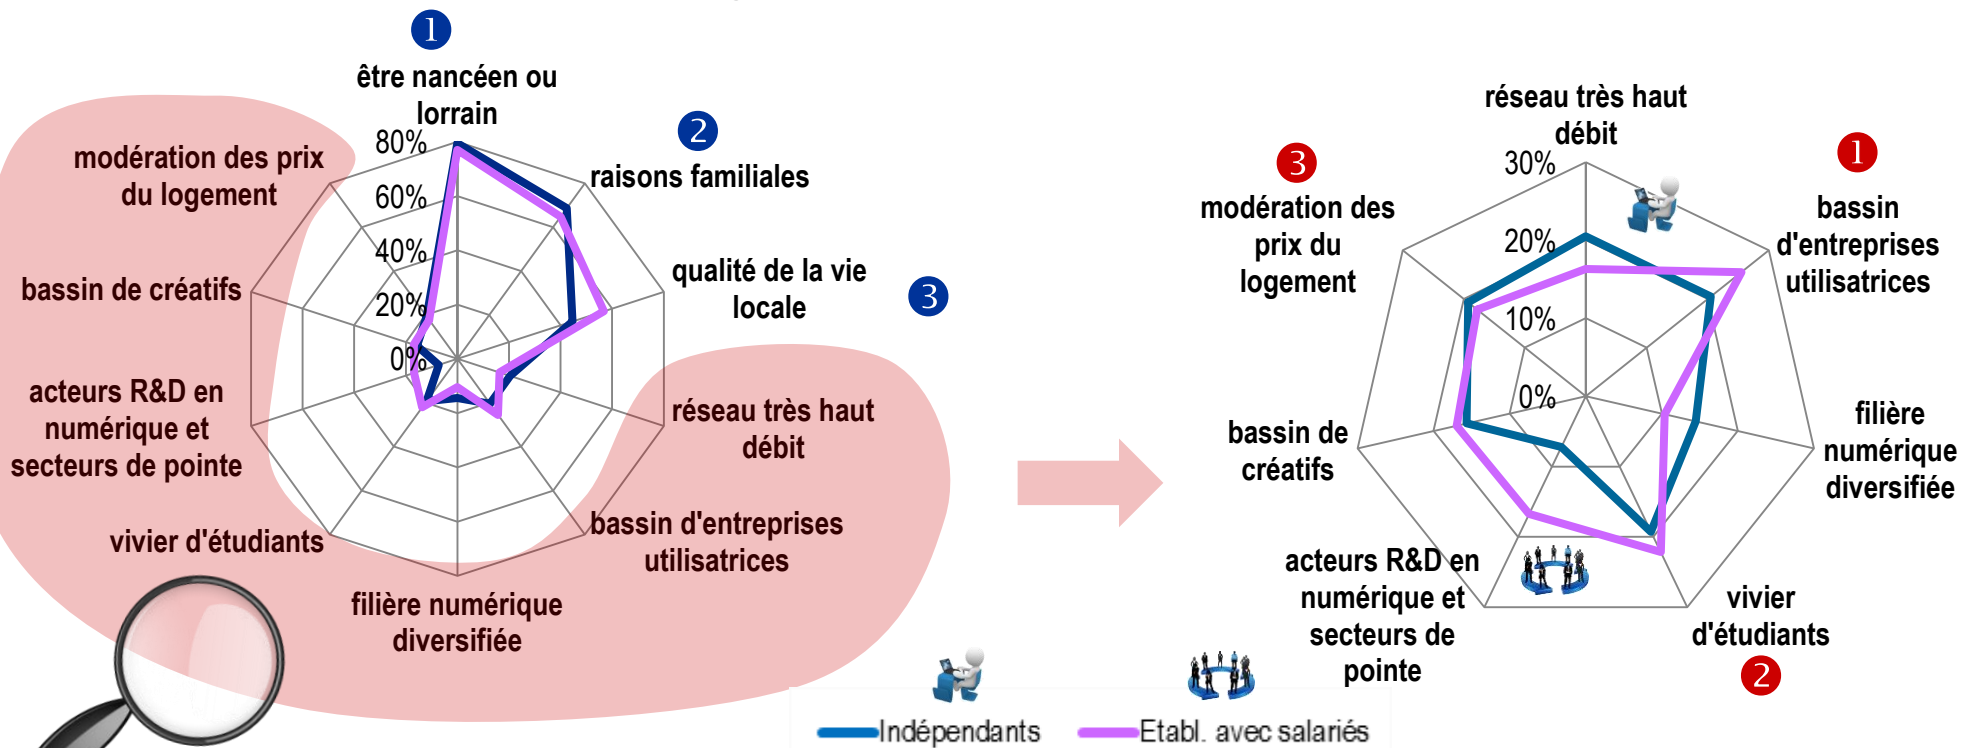 1
être nancéen ou
lorrain
2
raisons familiales
qualité de la vie
locale
3
réseau très haut
débit
bassin d'entreprises
utilisatrices
filière numérique
diversifiée
vivier d'étudiants
acteurs R&D en
numérique et
secteurs de pointe
bassin de créatifs
modération des prix
du logement
80%
60%
40%
20%
0%
réseau très haut
débit
1
bassin
d'entreprises
utilisatrices
filière
numérique
diversifiée
vivier
d'étudiants
2
acteurs R&D en
numérique et
secteurs de
pointe
bassin de
créatifs
3
modération des
prix du
logement
30%
20%
10%
0%
Indépendants
Etabl. avec salariés